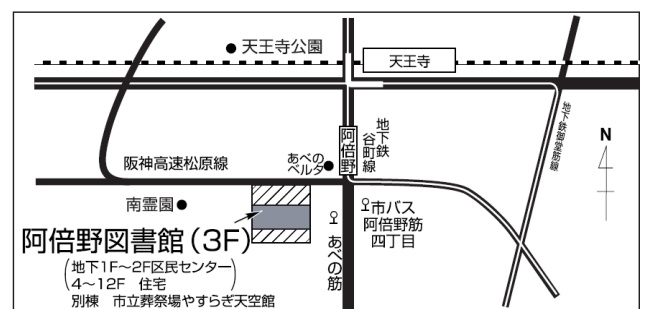 天王寺公園
天王寺
地下鉄
谷町線
阿倍野
地下鉄御堂筋線
N
阪神高速松原線
あべの
ベルタ
南霊園
市バス
阿倍野筋
四丁目
あべの筋
阿倍野図書館(3F)
(地下1F~2F区民センター)
4~12F 住宅
別棟 市立葬祭場やすらぎ天空館